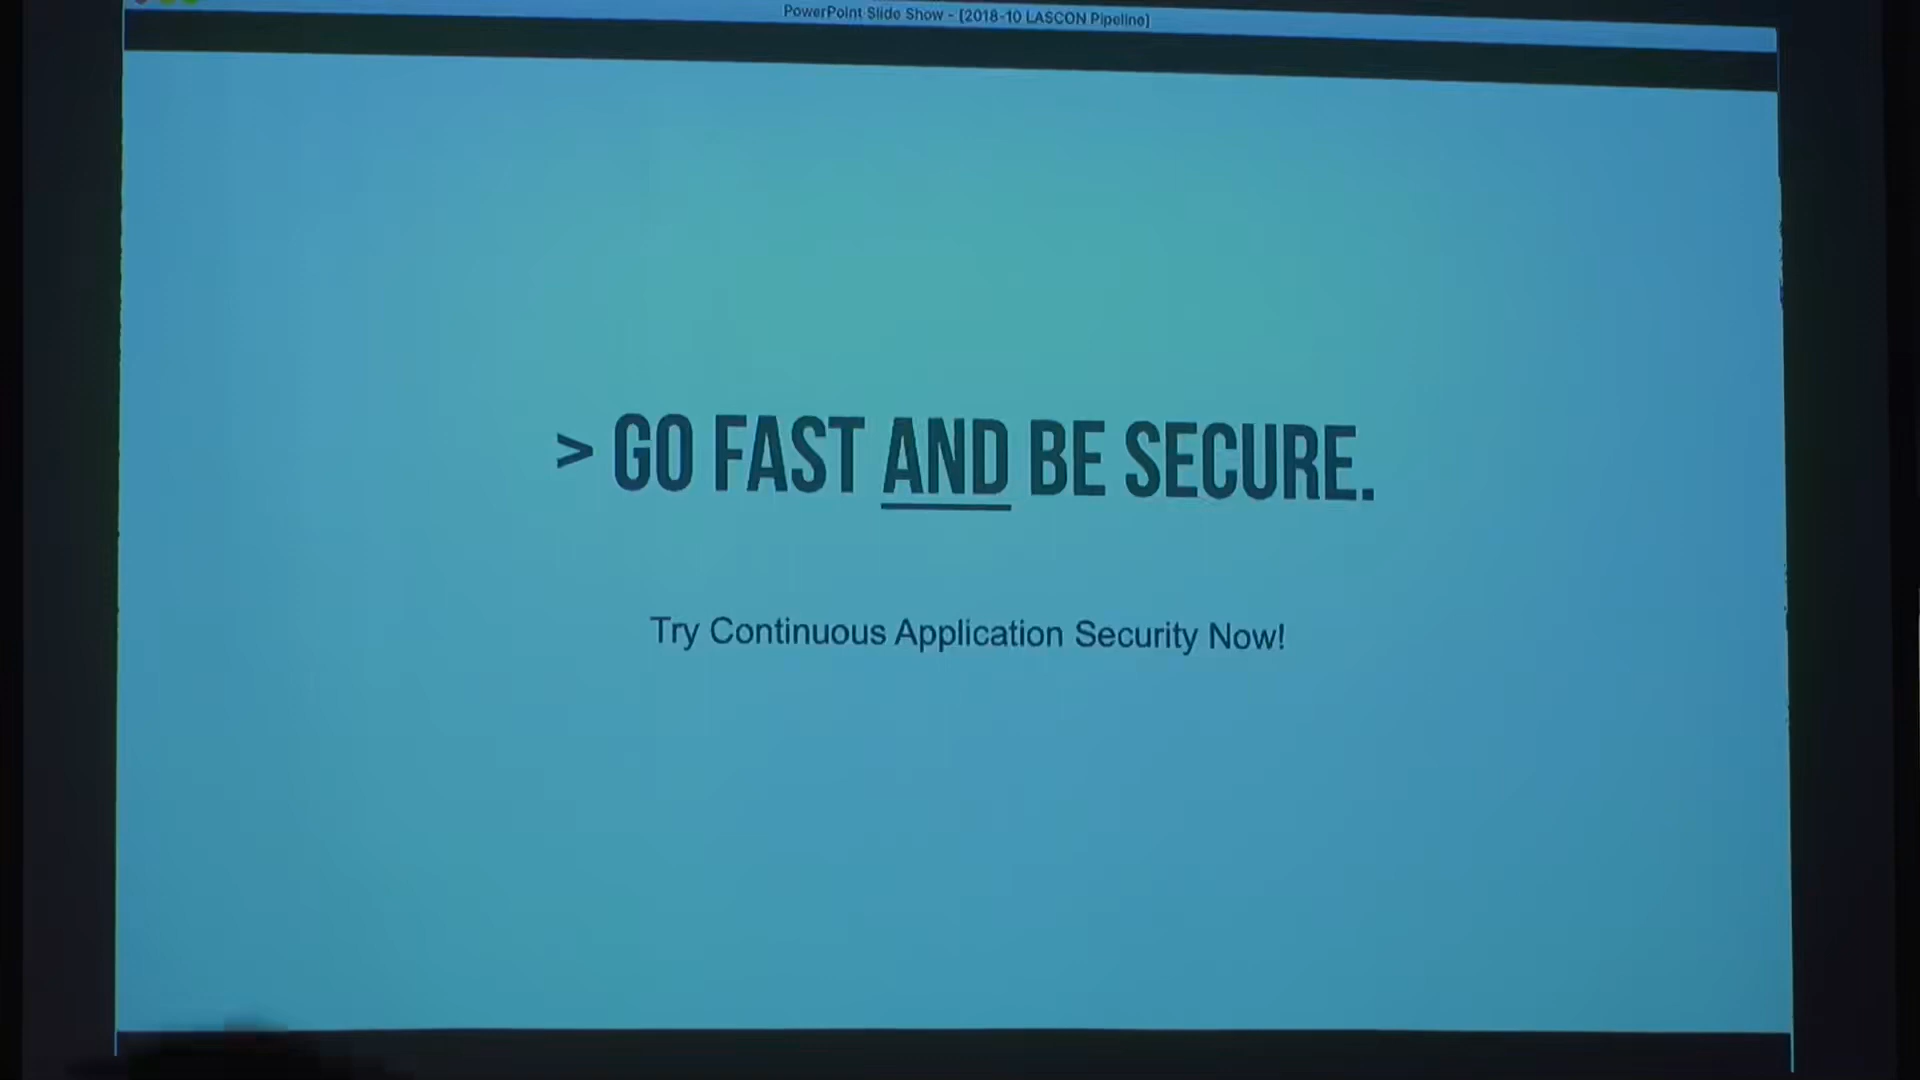 PowerPoint Slide Show - [2018-10 LASCON Pipeline]
> GO FAST AND BE SECURE.
Try Continuous Application Security Now!